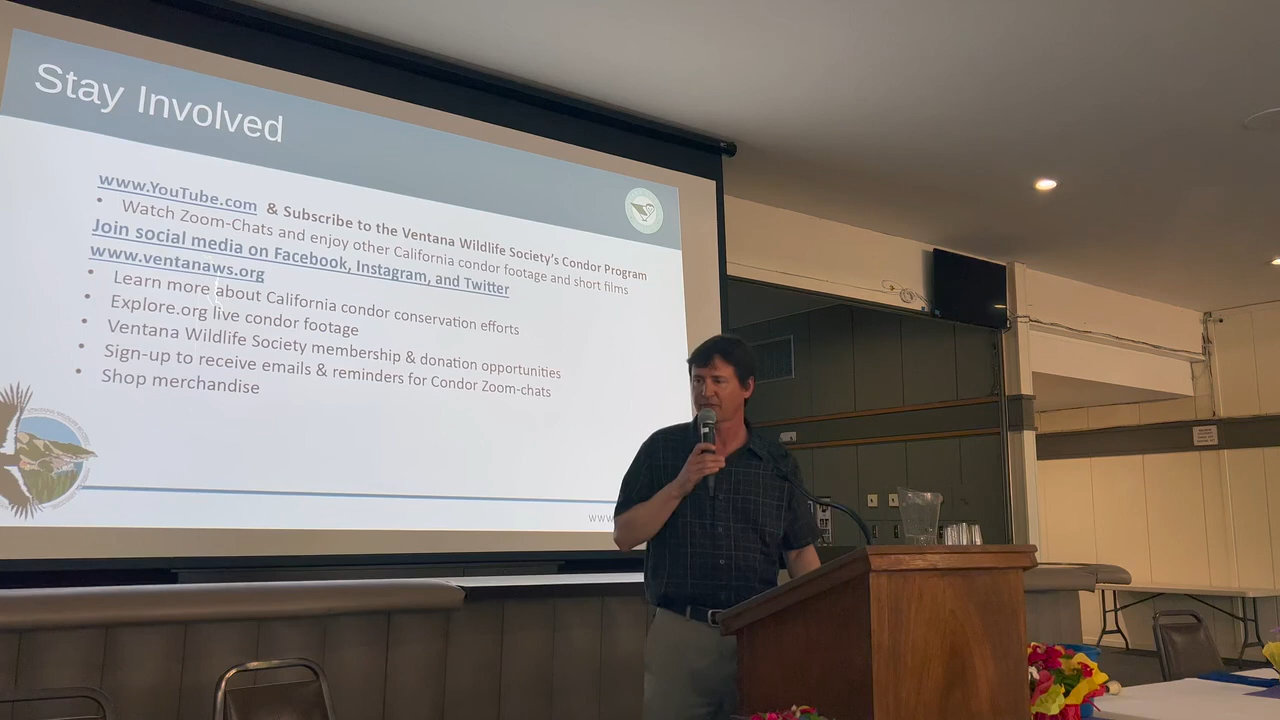 Stay Involved
www.YouTube.com & Subscribe to the Ventana Wildlife Society's Condor Program
• Watch Zoom-Chats and enjoy other California condor footage and short films
Join social media on Facebook, Instagram, and Twitter
www.ventanaws.org
• Learn more about California condor conservation efforts
• Explore.org live condor footage
• Ventana Wildlife Society membership & donation opportunities
• Sign-up to receive emails & reminders for Condor Zoom-chats
• Shop merchandise
www.